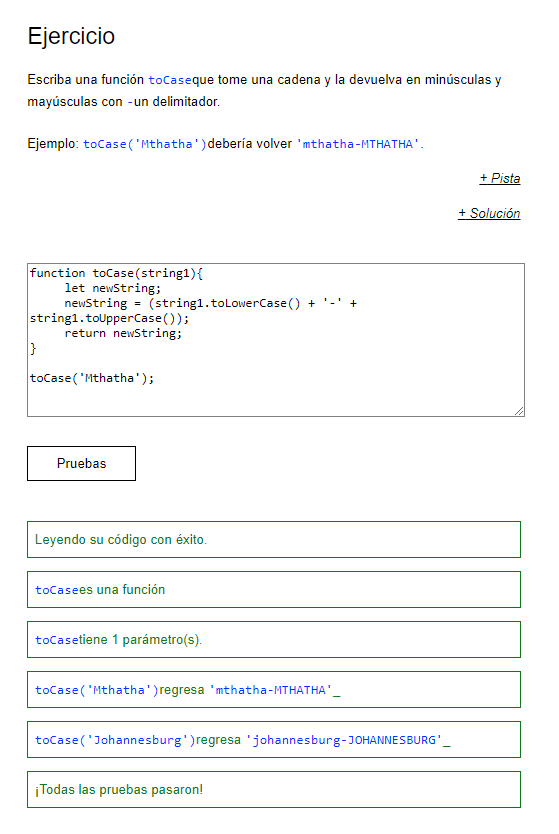 Ejercicio
Escriba una función toCaseque tome una cadena y la devuelva en minúsculas y
mayúsculas con -un delimitador.
Ejemplo: toCase('Mthatha')debería volver 'mthatha-MTHATHA'.
+ Pista
+ Solución
function toCase(string1){
     let newString;
     newString = (string1.toLowerCase() + '-' +
string1.toUpperCase());
     return newString;
}
toCase('Mthatha');
Pruebas
Leyendo su código con éxito.
toCasees una función
toCasetiene 1 parámetro(s).
toCase('Mthatha')regresa 'mthatha-MTHATHA'_
toCase('Johannesburg')regresa 'johannesburg-JOHANNESBURG'_
¡Todas las pruebas pasaron!